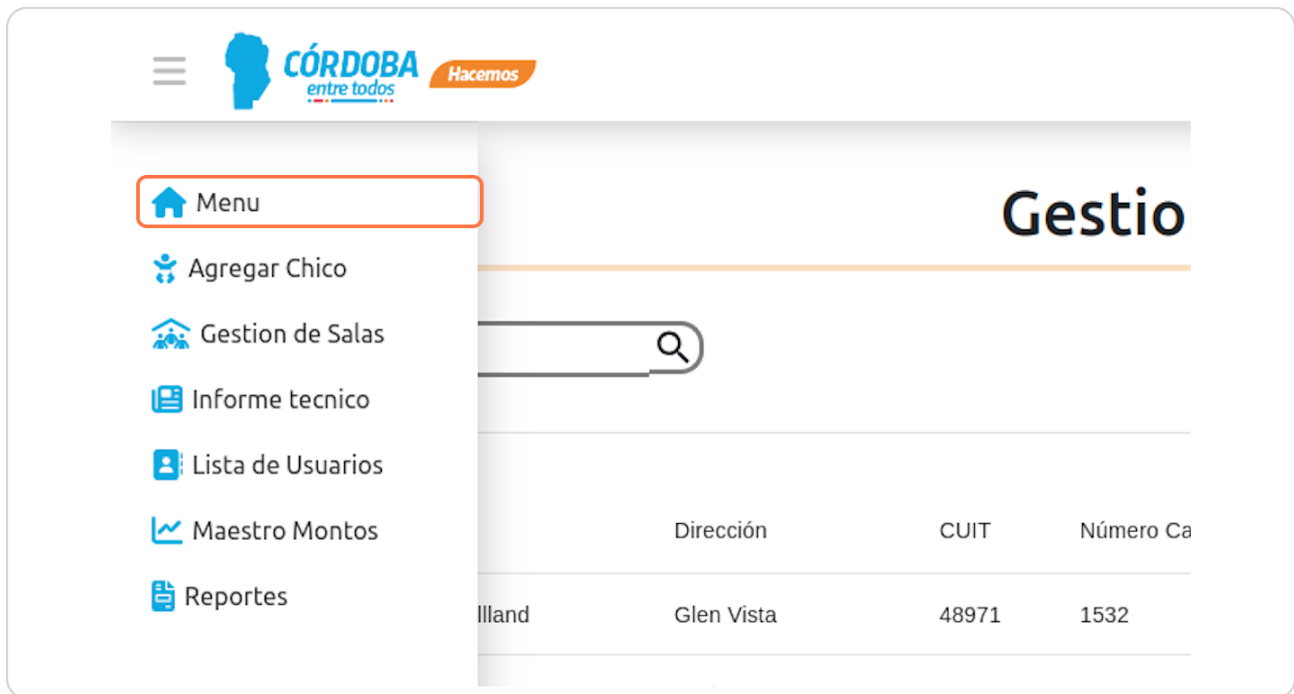 CÓRDOBA
entre todos
Hacemos
Menu
Gestio
Agregar Chico
Gestion de Salas
Informe tecnico
Lista de Usuarios
Maestro Montos
Dirección CUIT Número Ca
Reportes
llland Glen Vista 48971 1532